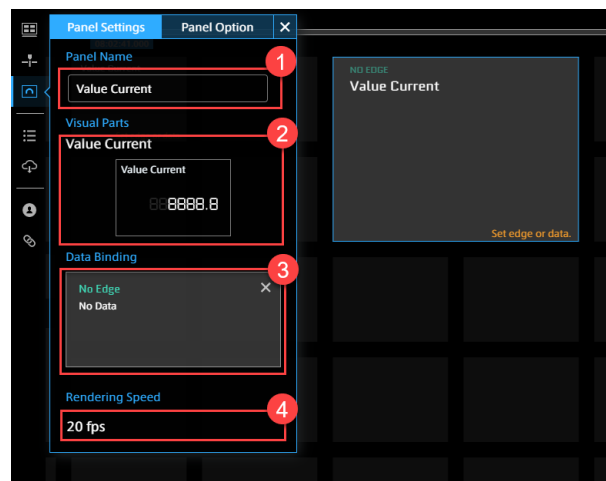 Panel Settings
Panel Option
Panel Name
1
Value Current
Visual Parts
2
Value Current
Value Current
8888.8
Data Binding
3
No Edge
No Data
Rendering Speed
4
20 fps
NO EDGE
Value Current
Set edge or data.